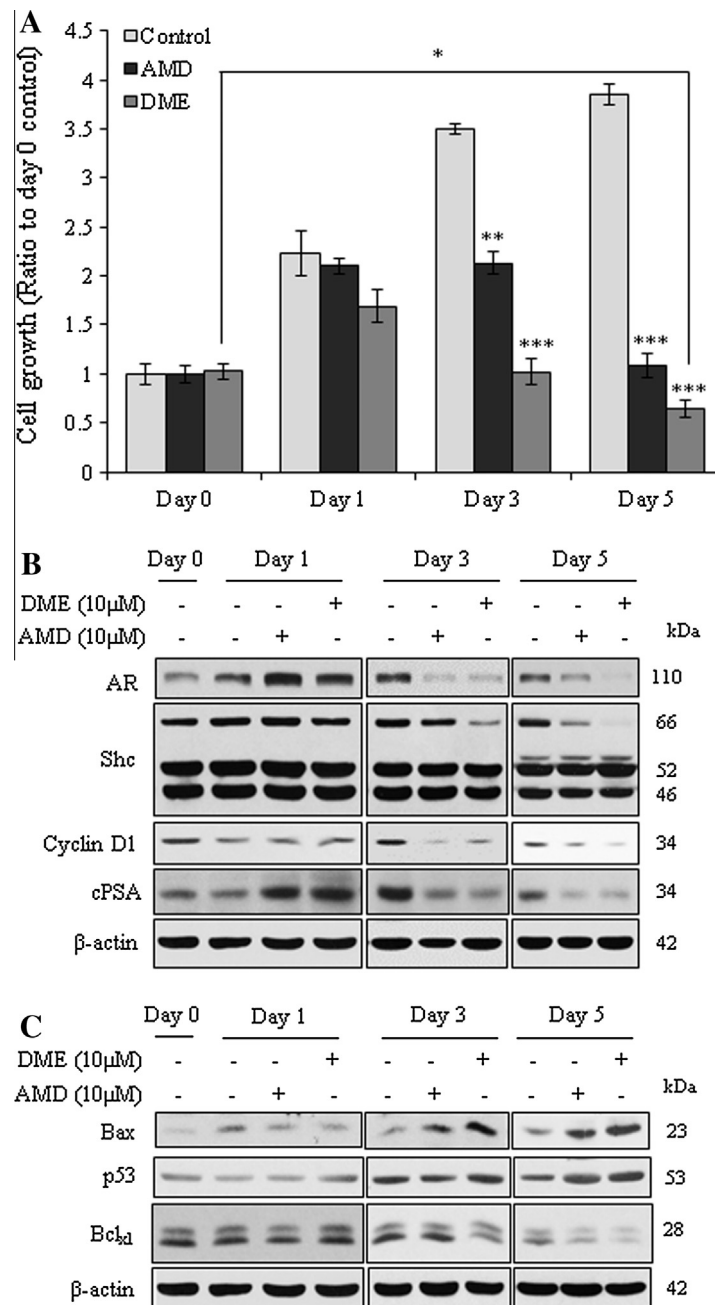 A
Control
AMD
DME
*
4.5
4
3.5
3
2.5
2
1.5
1
0.5
0
Cell growth (Ratio to day 0 control)
**
***
***
***
Day 0 Day 1 Day 3 Day 5
B
Day 0 Day 1 Day 3 Day 5
DME (10μM) - - - + - - + - - +
AMD (10μM) - - + - - + - - + - kDa
AR 110
66
Shc
52
46
Cyclin D1 34
cPSA 34
β-actin 42
C
Day 0 Day 1 Day 3 Day 5
DME (10μM) - - - + - - + - - +
AMD (10μM) - - + - - + - - + - kDa
Bax 23
p53 53
Bcl 28
β-actin 42